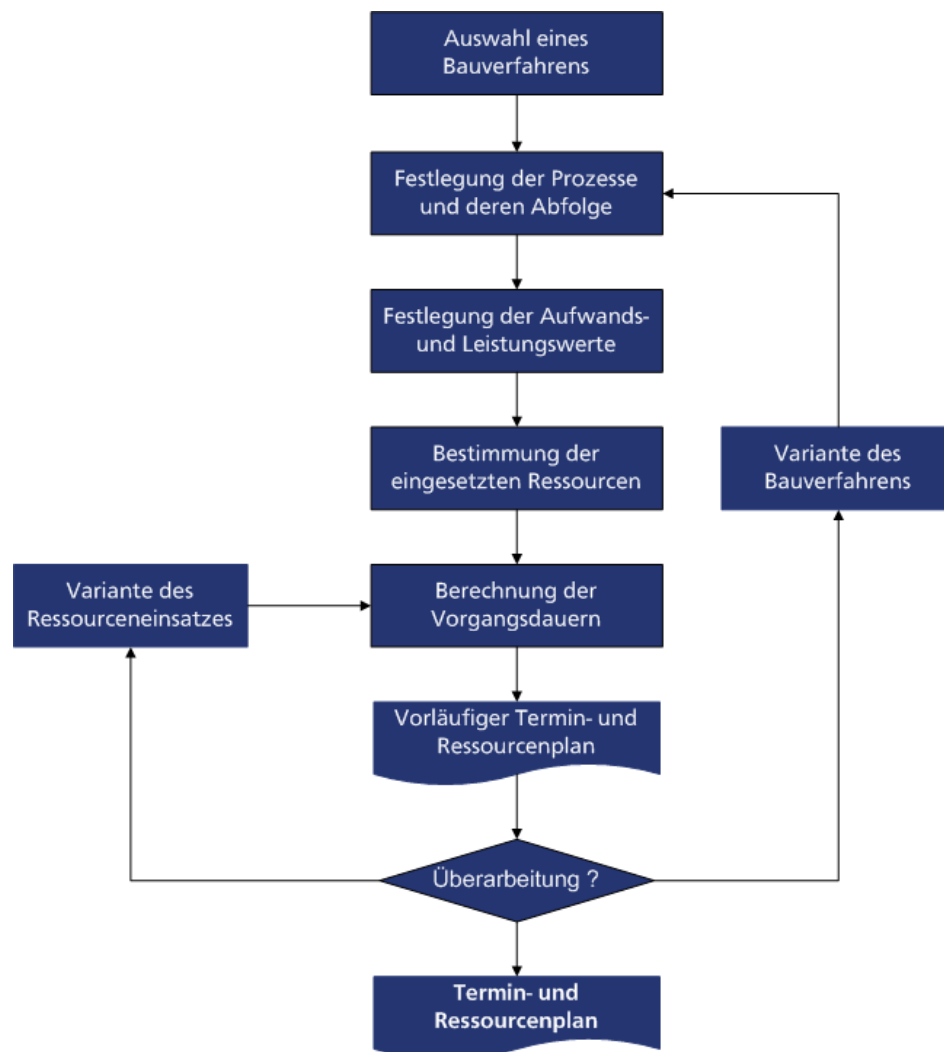 Auswahl eines
Bauverfahrens
Festlegung der Prozesse
und deren Abfolge
Festlegung der Aufwands-
und Leistungswerte
Bestimmung der
eingesetzten Ressourcen
Variante des
Bauverfahrens
Variante des
Ressourceneinsatzes
Berechnung der
Vorgangsdauern
Vorläufiger Termin- und
Ressourcenplan
Überarbeitung ?
Termin- und
Ressourcenplan